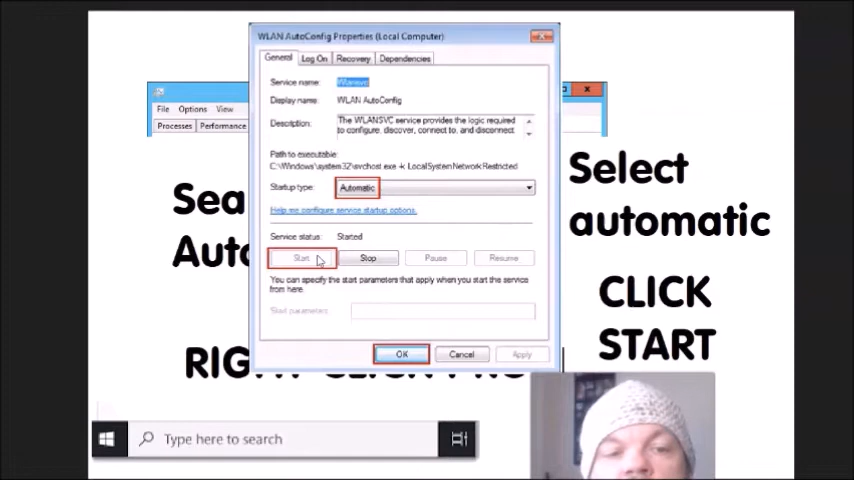 WLAN AutoConfig Properties (Local Computer)
General Log On Recovery Dependencies
Service name: Wlansvc
Display name: WLAN AutoConfig
Description: The WLANSVC service provides the logic required
to configure, discover, connect to, and disconnect
Path to executable:
C:\Windows\system32\svchost.exe -k LocalSystemNetworkRestricted
Startup type: Automatic
Help me configure service startup options.
Service status: Started
Start Stop Pause Resume
You can specify the start parameters that apply when you start the service
from here.
Start parameters:
OK Cancel Apply
File Options View
Processes Performance
Sea
Auto
RIGHT CLICK PRO
Select
automatic
CLICK
START
Type here to search